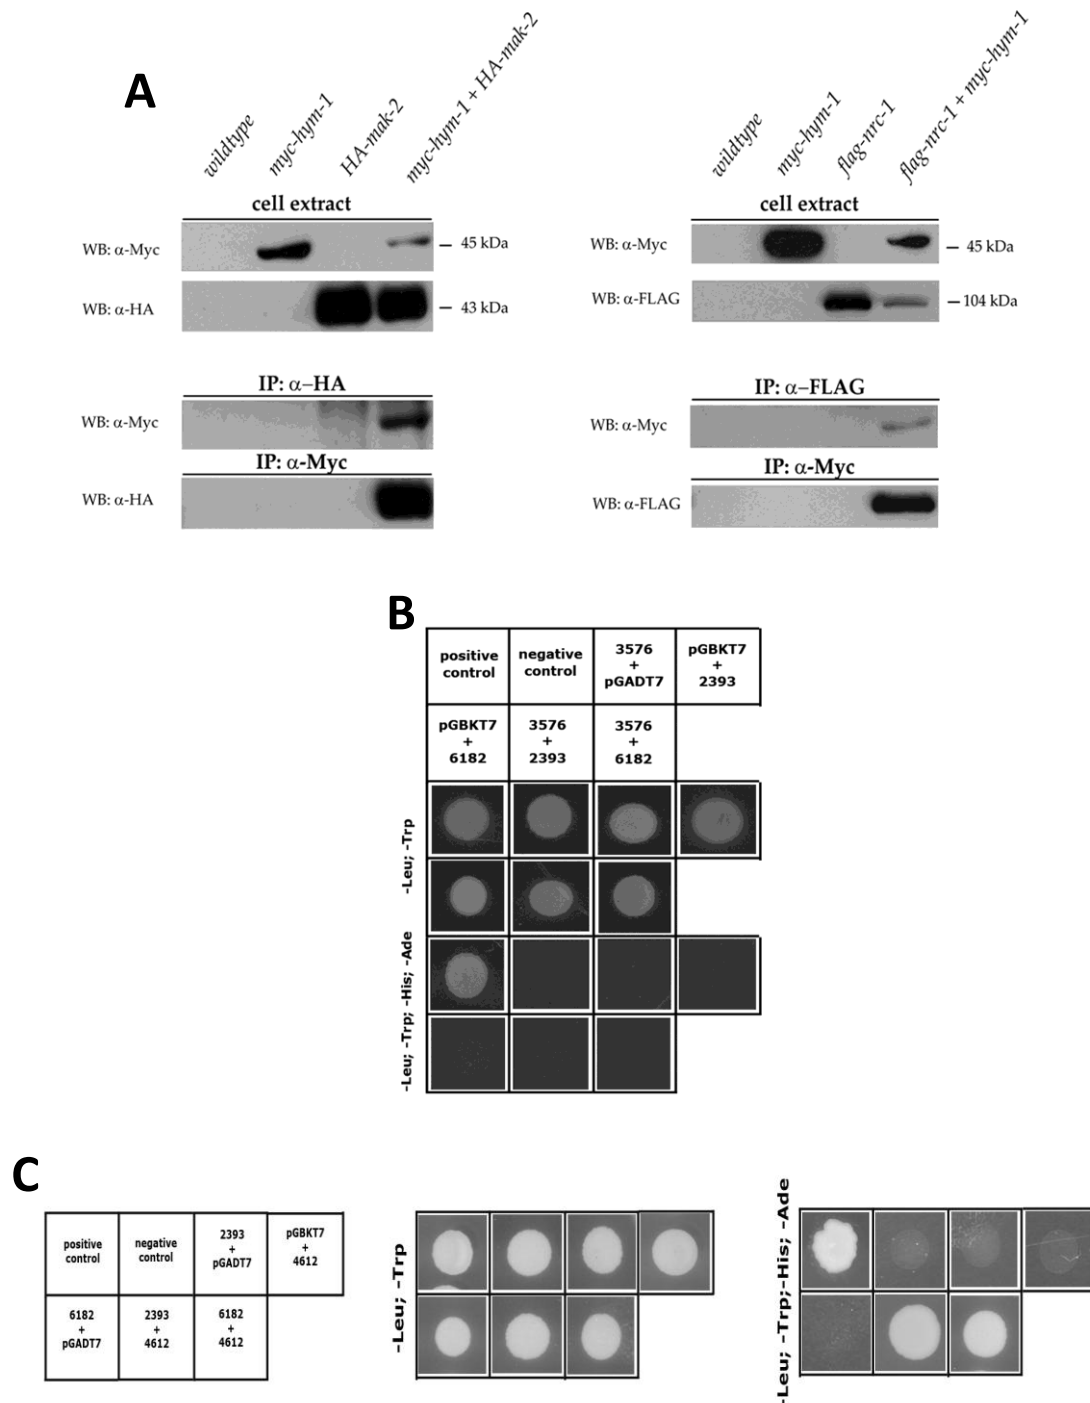 A
wildtype
myc-hym-1
HA-mak-2
myc-hym-1 + HA-mak-2
cell extract
WB: α-Myc
45 kDa
WB: α-HA
43 kDa
IP: α–HA
WB: α-Myc
IP: α-Myc
WB: α-HA
wildtype
myc-hym-1
flag-nrc-1
flag-nrc-1 + myc-hym-1
cell extract
WB: α-Myc
45 kDa
WB: α-FLAG
104 kDa
IP: α–FLAG
WB: α-Myc
IP: α-Myc
WB: α-FLAG
B
positive
control
negative
control
3576
+
pGADT7
pGBKT7
+
2393
pGBKT7
+
6182
3576
+
2393
3576
+
6182
-Leu; -Trp
-Leu; -Trp; -His; -Ade
C
positive
control
negative
control
2393
+
pGADT7
pGBKT7
+
4612
6182
+
pGADT7
2393
+
4612
6182
+
4612
-Leu; -Trp
-Leu; -Trp;-His; -Ade